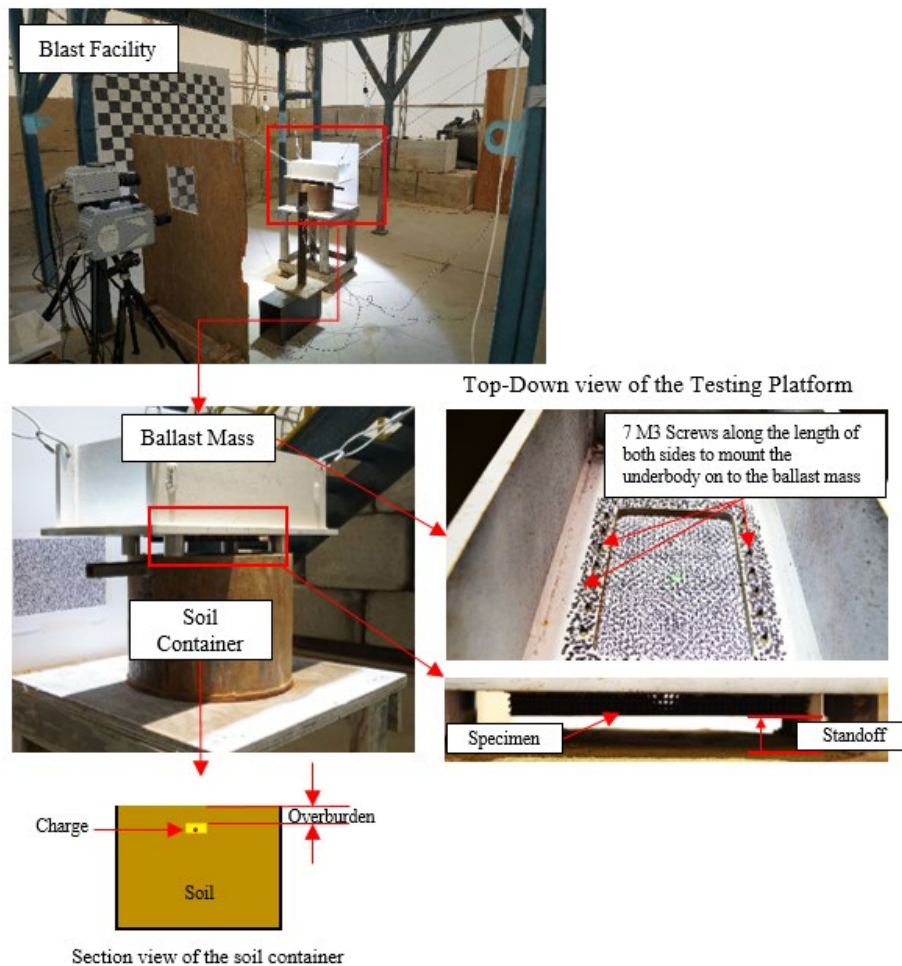 Blast Facility
Top-Down view of the Testing Platform
Ballast Mass
7 M3 Screws along the length of
both sides to mount the
underbody on to the ballast mass
Soil
Container
Specimen
Standoff
Overburden
Charge
Soil
Section view of the soil container